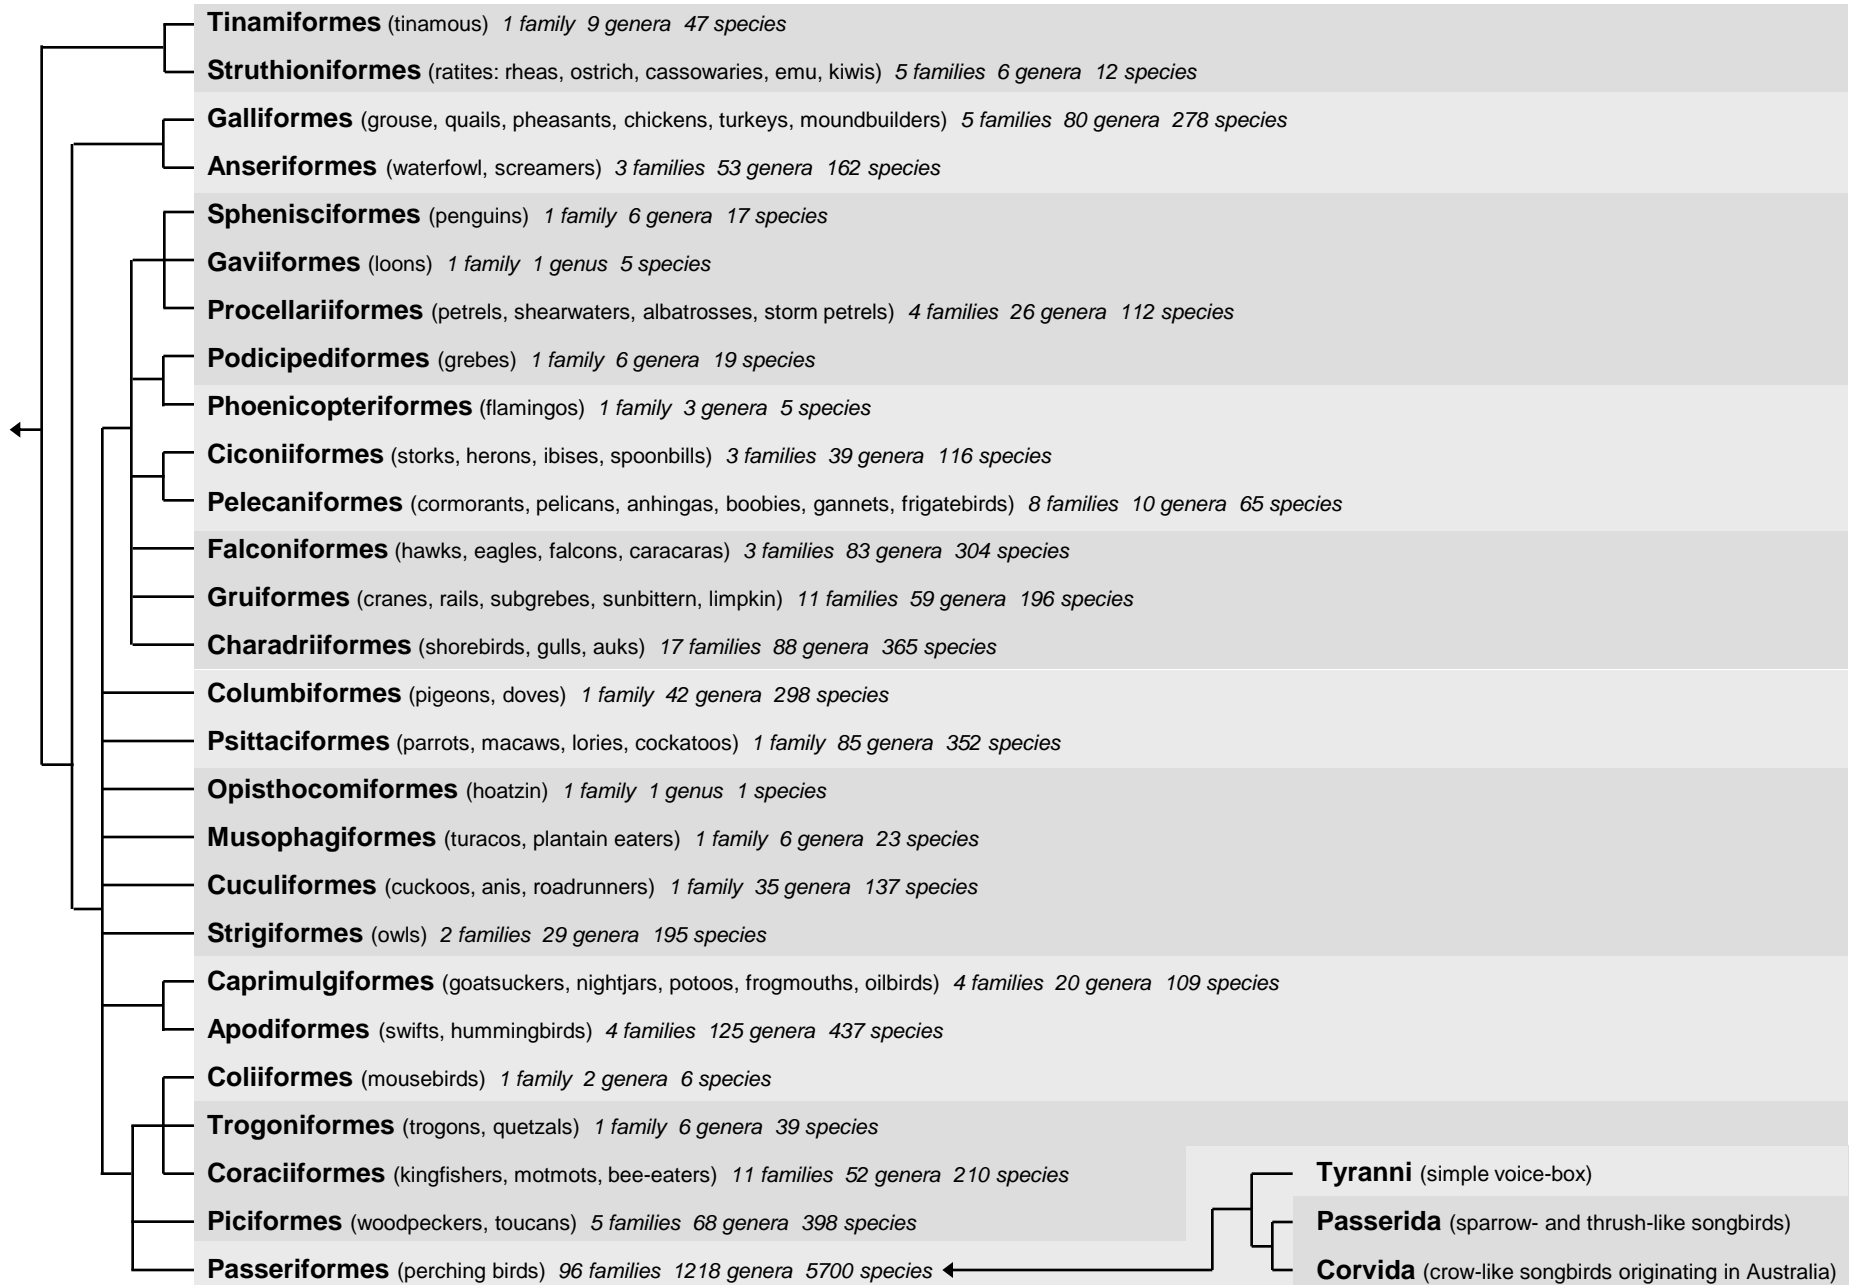 Tinamiformes (tinamous) 1 family 9 genera 47 species
Struthioniformes (ratites: rheas, ostrich, cassowaries, emu, kiwis) 5 families 6 genera 12 species
Galliformes (grouse, quails, pheasants, chickens, turkeys, moundbuilders) 5 families 80 genera 278 species
Anseriformes (waterfowl, screamers) 3 families 53 genera 162 species
Sphenisciformes (penguins) 1 family 6 genera 17 species
Gaviiformes (loons) 1 family 1 genus 5 species
Procellariiformes (petrels, shearwaters, albatrosses, storm petrels) 4 families 26 genera 112 species
Podicipediformes (grebes) 1 family 6 genera 19 species
Phoenicopteriformes (flamingos) 1 family 3 genera 5 species
Ciconiiformes (storks, herons, ibises, spoonbills) 3 families 39 genera 116 species
Pelecaniformes (cormorants, pelicans, anhingas, boobies, gannets, frigatebirds) 8 families 10 genera 65 species
Falconiformes (hawks, eagles, falcons, caracaras) 3 families 83 genera 304 species
Gruiformes (cranes, rails, subgrebes, sunbittern, limpkin) 11 families 59 genera 196 species
Charadriiformes (shorebirds, gulls, auks) 17 families 88 genera 365 species
Columbiformes (pigeons, doves) 1 family 42 genera 298 species
Psittaciformes (parrots, macaws, lories, cockatoos) 1 family 85 genera 352 species
Opisthocomiformes (hoatzin) 1 family 1 genus 1 species
Musophagiformes (turacos, plantain eaters) 1 family 6 genera 23 species
Cuculiformes (cuckoos, anis, roadrunners) 1 family 35 genera 137 species
Strigiformes (owls) 2 families 29 genera 195 species
Caprimulgiformes (goatsuckers, nightjars, potoos, frogmouths, oilbirds) 4 families 20 genera 109 species
Apodiformes (swifts, hummingbirds) 4 families 125 genera 437 species
Coliiformes (mousebirds) 1 family 2 genera 6 species
Trogoniformes (trogons, quetzals) 1 family 6 genera 39 species
Coraciiformes (kingfishers, motmots, bee-eaters) 11 families 52 genera 210 species
Piciformes (woodpeckers, toucans) 5 families 68 genera 398 species
Passeriformes (perching birds) 96 families 1218 genera 5700 species
Tyranni (simple voice-box)
Passerida (sparrow- and thrush-like songbirds)
Corvida (crow-like songbirds originating in Australia)